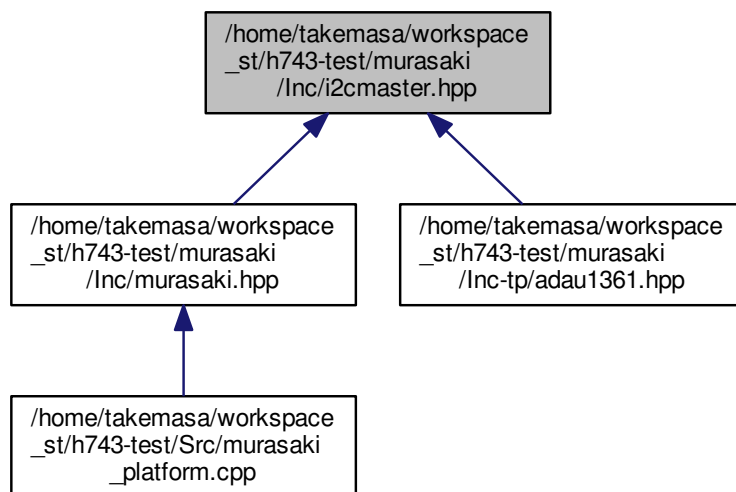 /home/takemasa/workspace
_st/h743-test/murasaki
/Inc/i2cmaster.hpp
/home/takemasa/workspace
_st/h743-test/murasaki
/Inc/murasaki.hpp
/home/takemasa/workspace
_st/h743-test/murasaki
/Inc-tp/adau1361.hpp
/home/takemasa/workspace
_st/h743-test/Src/murasaki
_platform.cpp